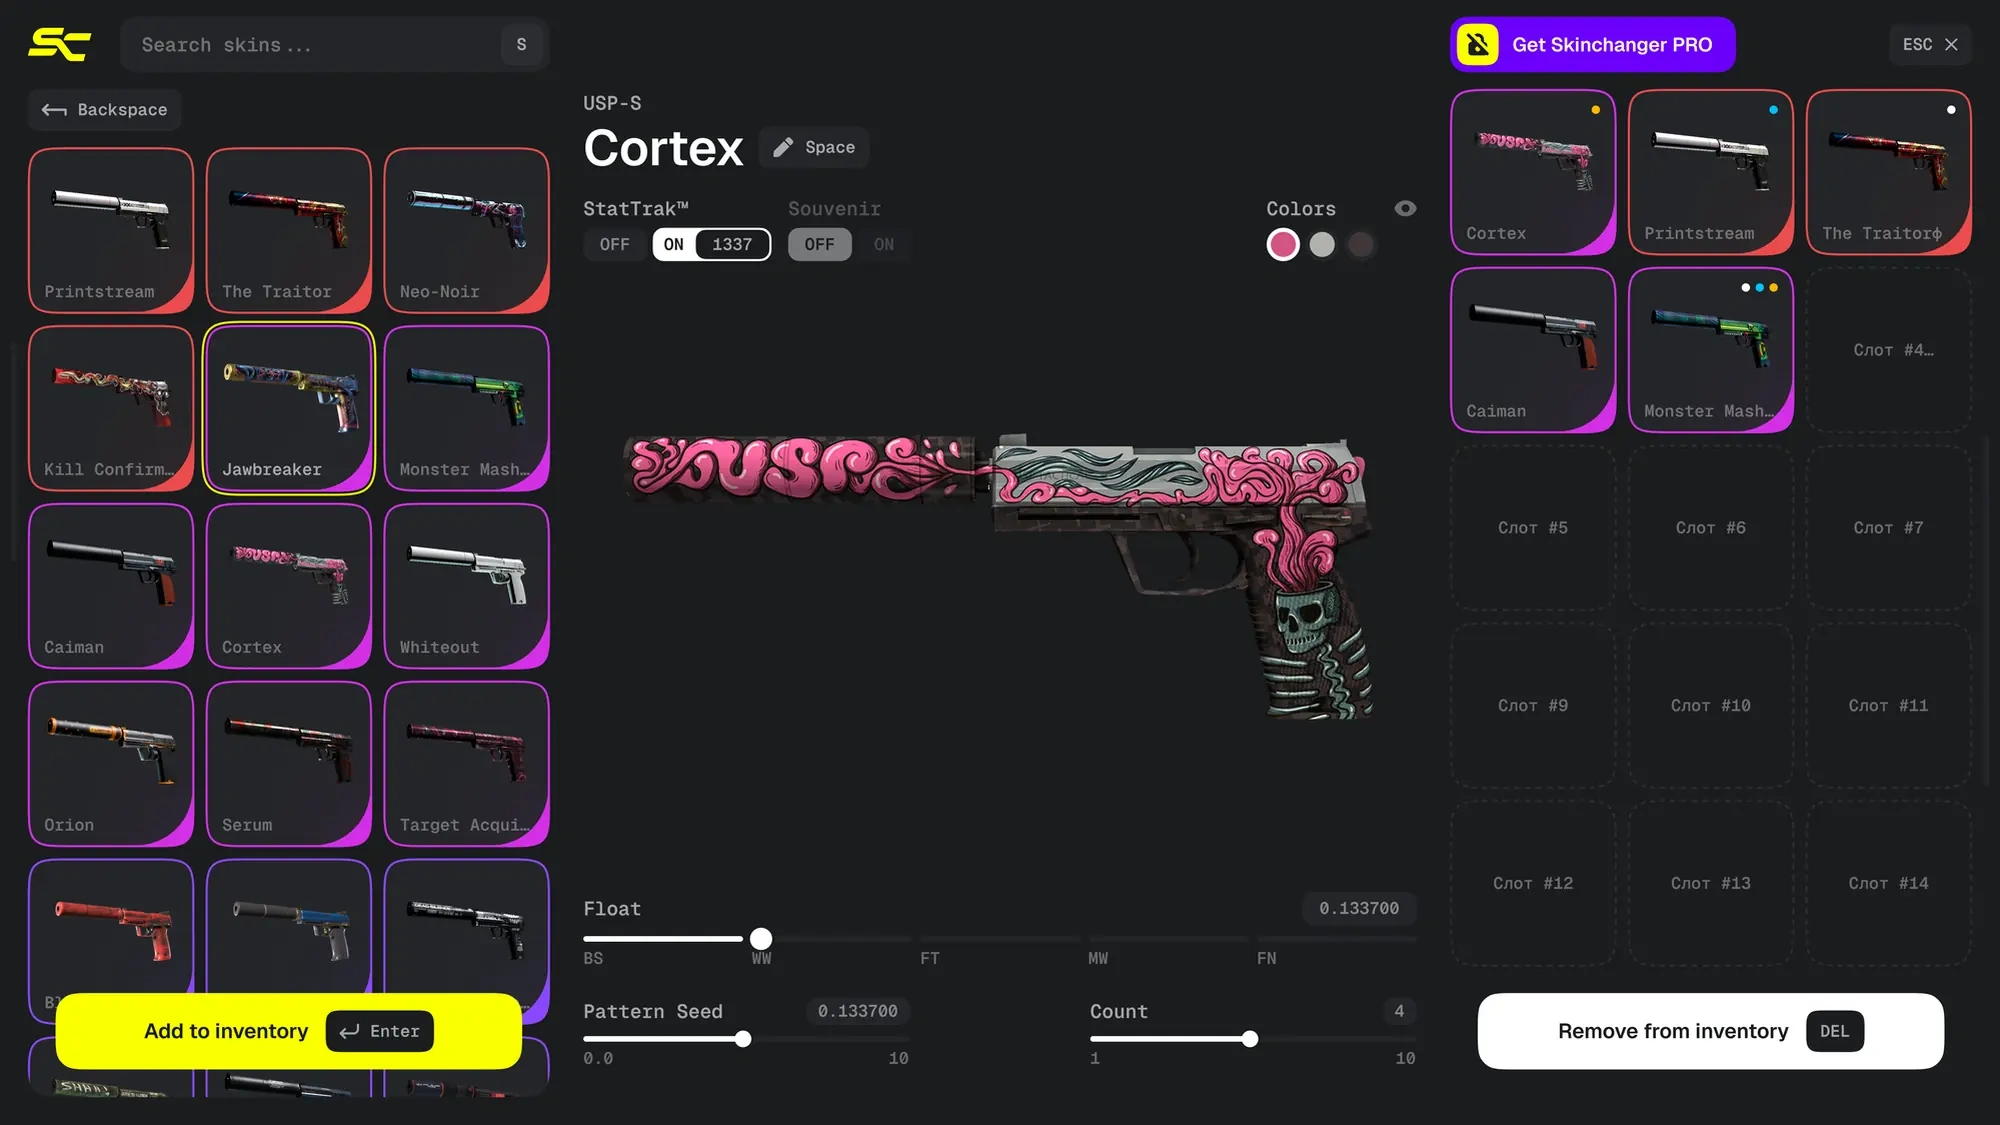 SC
Search skins...
S
Get Skinchanger PRO
ESC
Backspace
USP-S
Cortex
Space
StatTrak™
OFF
ON
1337
Souvenir
OFF
ON
Colors
Printstream
The Traitor
Neo-Noir
Kill Confirm...
Jawbreaker
Monster Mash...
Caiman
Cortex
Whiteout
Orion
Serum
Target Acqui...
Add to inventory
Enter
Float
0.133700
BS
WW
FT
MW
FN
Pattern Seed
0.133700
0.0
10
Count
4
1
10
Cortex
Printstream
The Traitorф
Caiman
Monster Mash...
Слот #4...
Слот #5
Слот #6
Слот #7
Слот #9
Слот #10
Слот #11
Слот #12
Слот #13
Слот #14
Remove from inventory
DEL